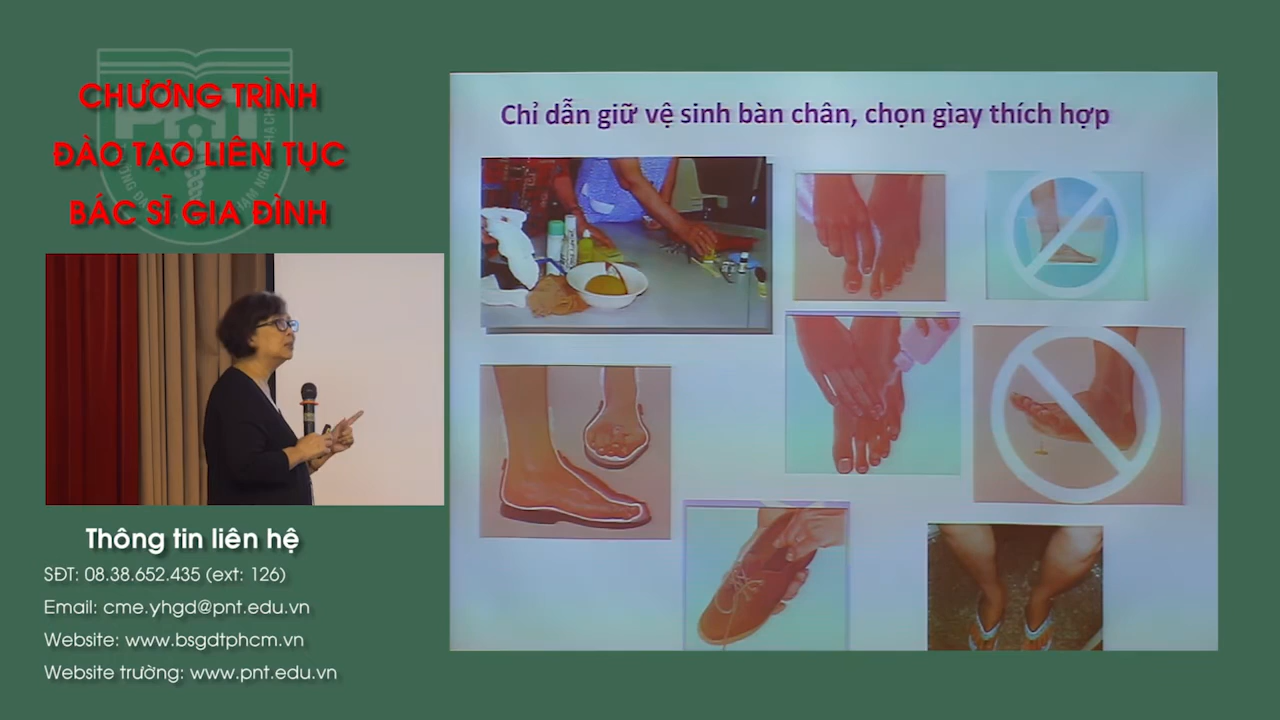 CHƯƠNG TRÌNH
ĐÀO TẠO LIÊN TỤC
BÁC SĨ GIA ĐÌNH
Thông tin liên hệ
SĐT: 08.38.652.435 (ext: 126)
Email: cme.yhgd@pnt.edu.vn
Website: www.bsgdtphcm.vn
Website trường: www.pnt.edu.vn
Chỉ dẫn giữ vệ sinh bàn chân, chọn gìay thích hợp